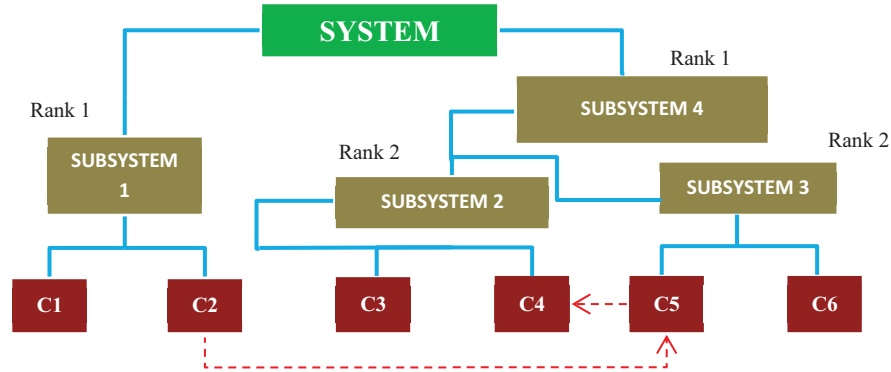 SYSTEM
Rank 1
SUBSYSTEM 4
Rank 1
SUBSYSTEM
1
Rank 2
SUBSYSTEM 2
Rank 2
SUBSYSTEM 3
C1
C2
C3
C4
C5
C6